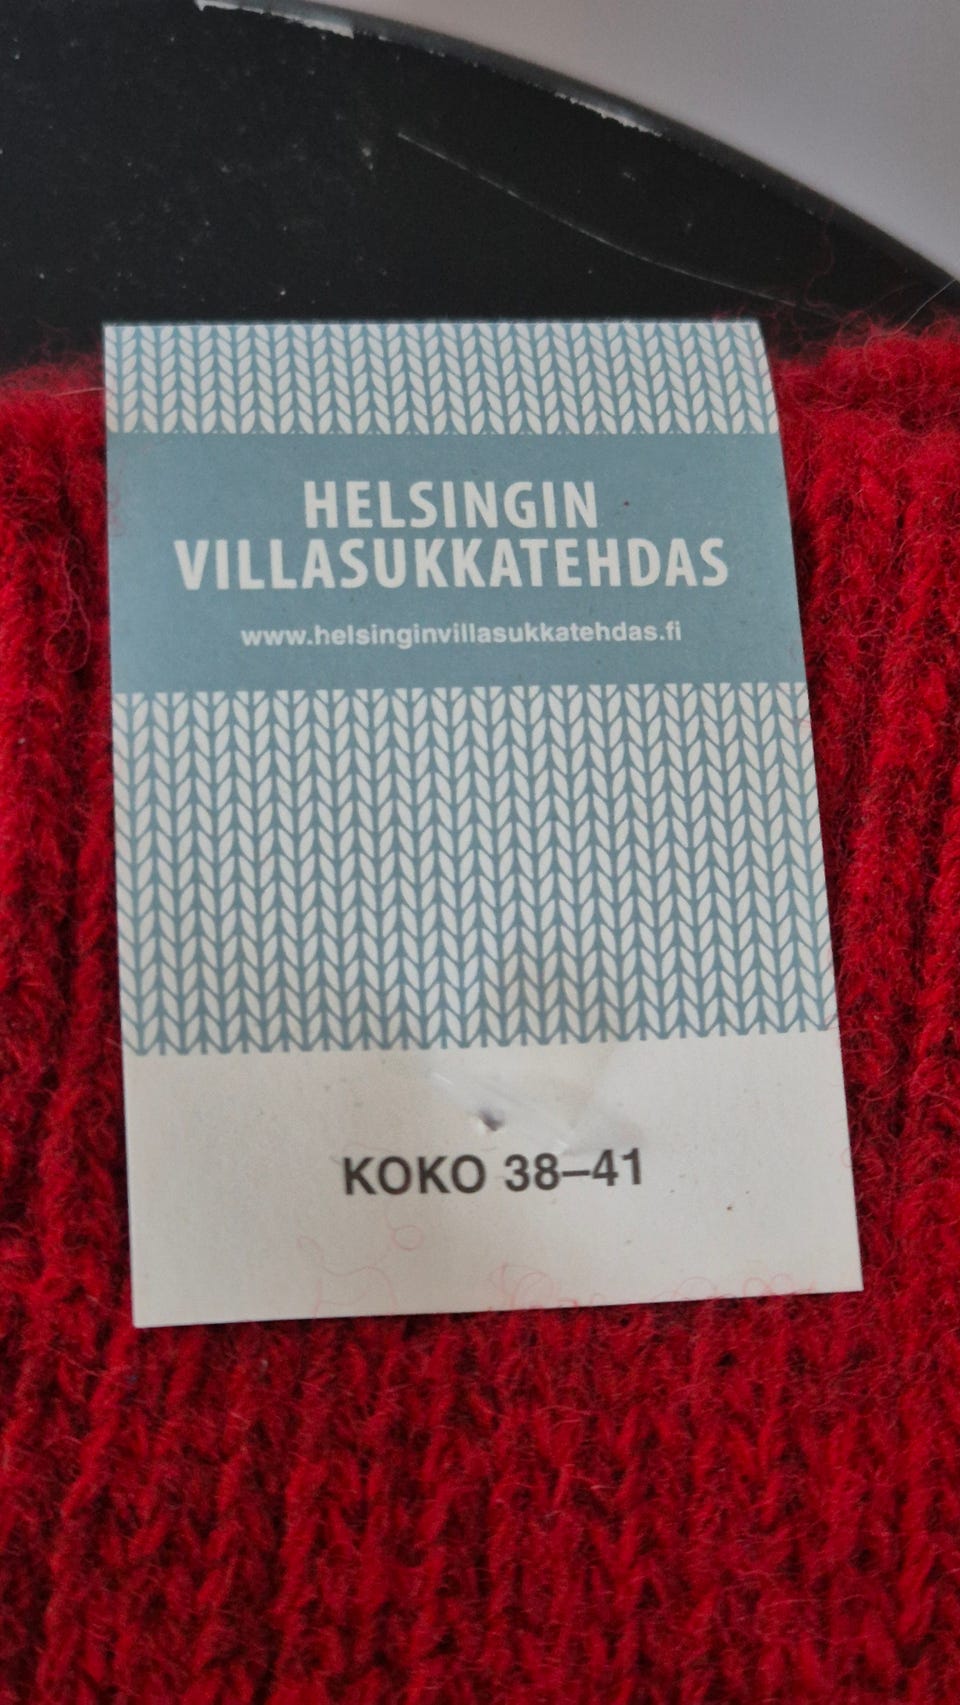 HELSINGIN
VILLASUKKATEHDAS
www.helsinginvillasukkatehdas.fi
KOKO 38–41